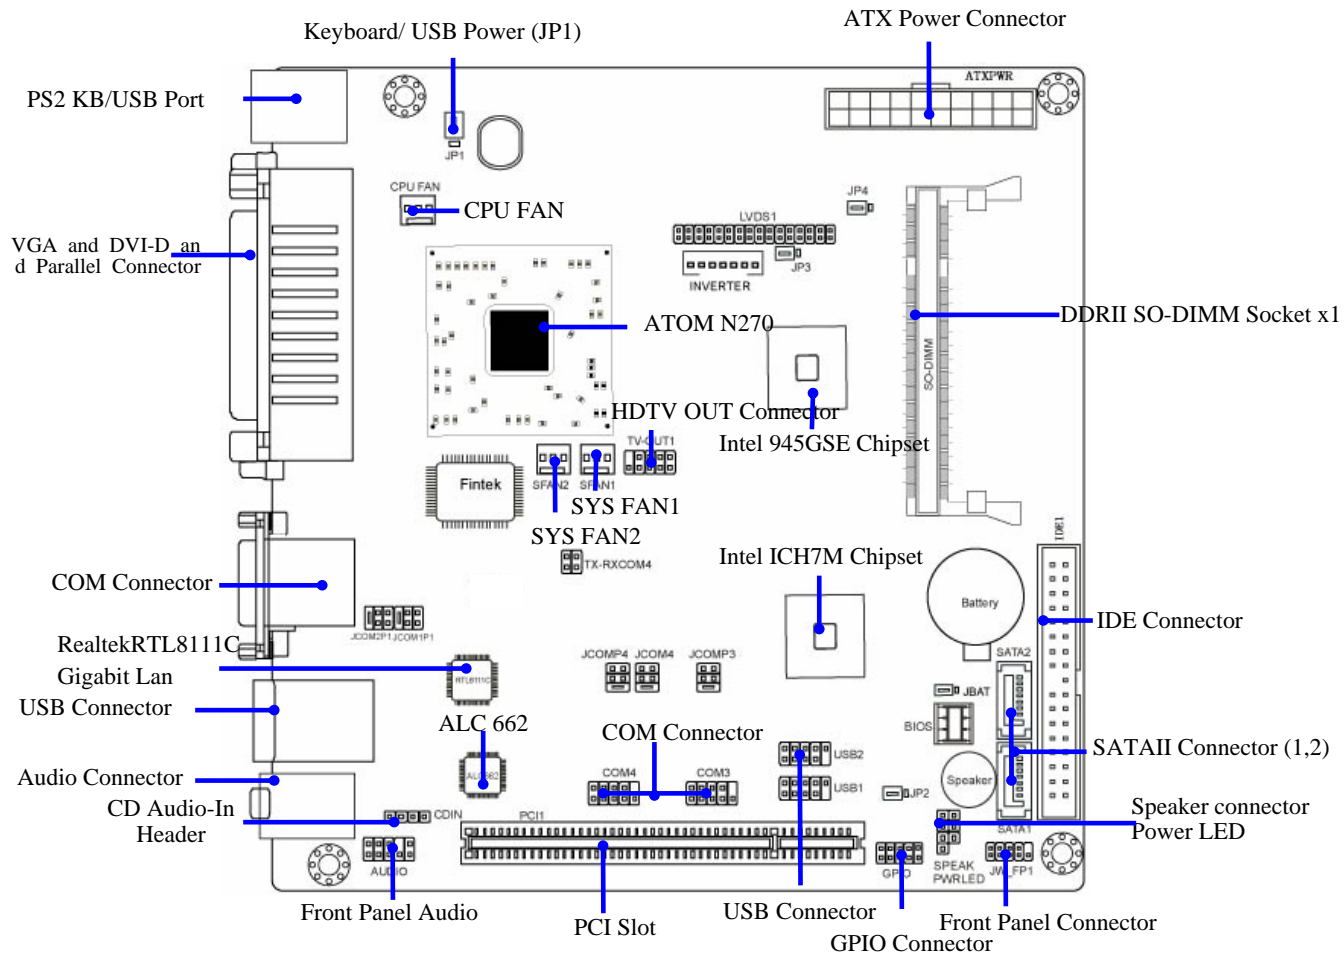 ATX Power Connector
Keyboard/ USB Power (JP1)
ATXPWR
PS2 KB/USB Port
JP1
CPU FAN
CPU FAN
JP4
LVDS1
VGA and DVI-D an
d Parallel Connector
JP3
INVERTER
ATOM N270
DDRII SO-DIMM Socket x1
SO-DIMM
HDTV OUT Connector
TV-OUT1
Intel 945GSE Chipset
Fintek
SFAN2
SFAN1
SYS FAN1
SYS FAN2
IDE1
TX-RXCOM4
Intel ICH7M Chipset
COM Connector
Battery
IDE Connector
JCOM2P1
JCOM1P1
RealtekRTL8111C
Gigabit Lan
RTL8111C
JCOMP4
JCOM4
JCOMP3
SATA2
JBAT
USB Connector
ALC 662
COM Connector
BIOS
USB2
SATAII Connector (1,2)
Audio Connector
ALC662
COM4
COM3
USB1
JP2
Speaker
CD Audio-In
Header
CDIN
PCI1
SATA1
Speaker connector
Power LED
AUDIO
GPIO
SPEAK
PWRLED
JW_FP1
Front Panel Audio
PCI Slot
USB Connector
GPIO Connector
Front Panel Connector